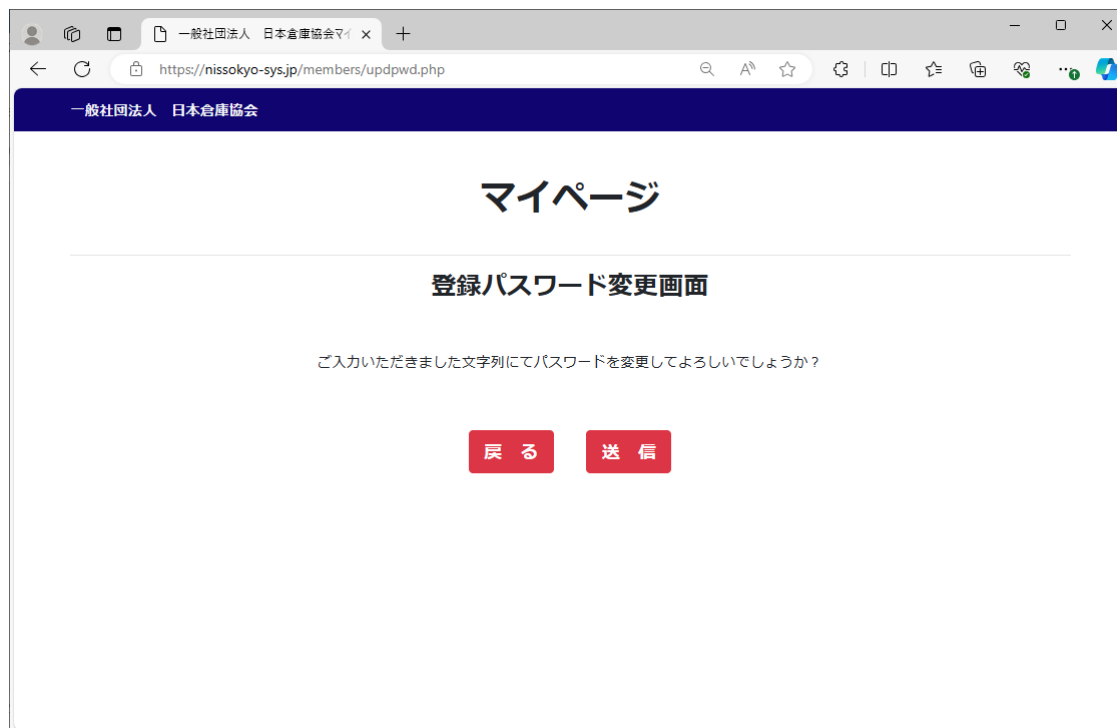 一般社団法人　日本倉庫協会マイ
https://nissokyo-sys.jp/members/updpwd.php
一般社団法人　日本倉庫協会
マイページ
登録パスワード変更画面
ご入力いただきました文字列にてパスワードを変更してよろしいでしょうか？
戻　る
送　信